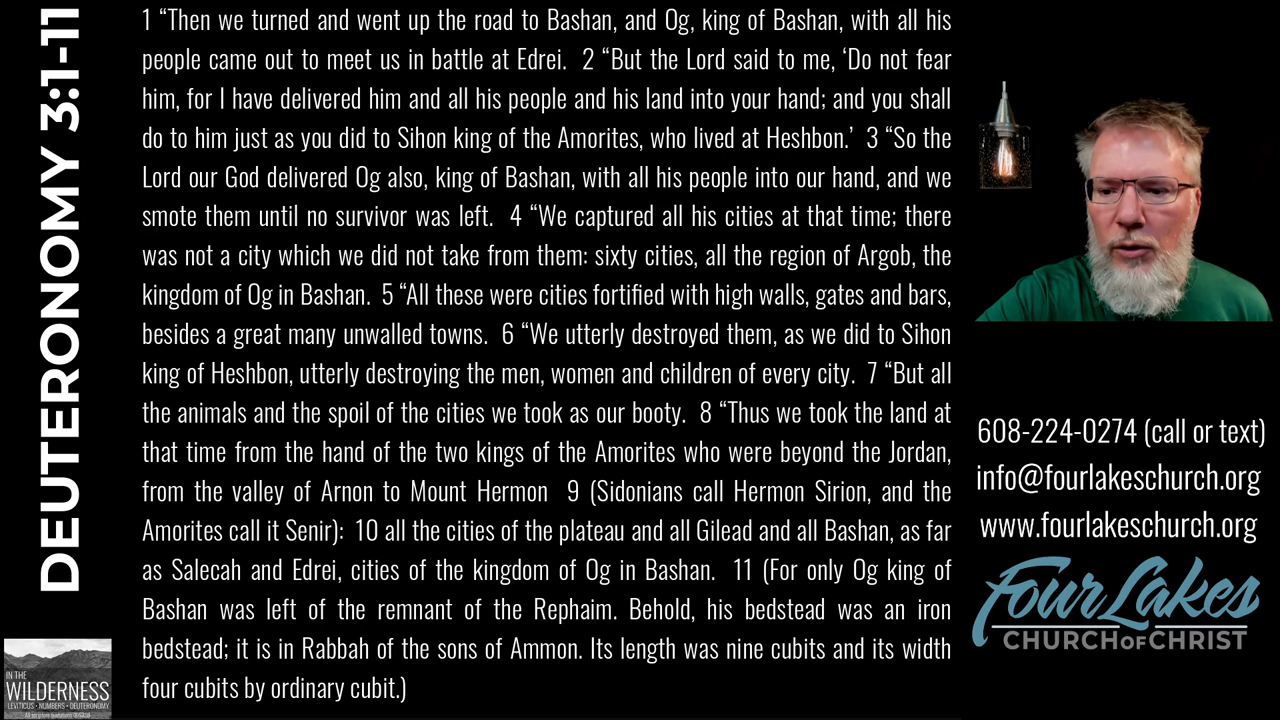 DEUTERONOMY 3:1-11
1 “Then we turned and went up the road to Bashan, and Og, king of Bashan, with all his
people came out to meet us in battle at Edrei.  2 “But the Lord said to me, ‘Do not fear
him, for I have delivered him and all his people and his land into your hand; and you shall
do to him just as you did to Sihon king of the Amorites, who lived at Heshbon.’  3 “So the
Lord our God delivered Og also, king of Bashan, with all his people into our hand, and we
smote them until no survivor was left.  4 “We captured all his cities at that time; there
was not a city which we did not take from them: sixty cities, all the region of Argob, the
kingdom of Og in Bashan.  5 “All these were cities fortified with high walls, gates and bars,
besides a great many unwalled towns.  6 “We utterly destroyed them, as we did to Sihon
king of Heshbon, utterly destroying the men, women and children of every city.  7 “But all
the animals and the spoil of the cities we took as our booty.  8 “Thus we took the land at
that time from the hand of the two kings of the Amorites who were beyond the Jordan,
from the valley of Arnon to Mount Hermon  9 (Sidonians call Hermon Sirion, and the
Amorites call it Senir):  10 all the cities of the plateau and all Gilead and all Bashan, as far
as Salecah and Edrei, cities of the kingdom of Og in Bashan.  11 (For only Og king of
Bashan was left of the remnant of the Rephaim. Behold, his bedstead was an iron
bedstead; it is in Rabbah of the sons of Ammon. Its length was nine cubits and its width
four cubits by ordinary cubit.)
608-224-0274 (call or text)
info@fourlakeschurch.org
www.fourlakeschurch.org
Four Lakes
CHURCH OF CHRIST
IN THE
WILDERNESS
LEVITICUS • NUMBERS • DEUTERONOMY